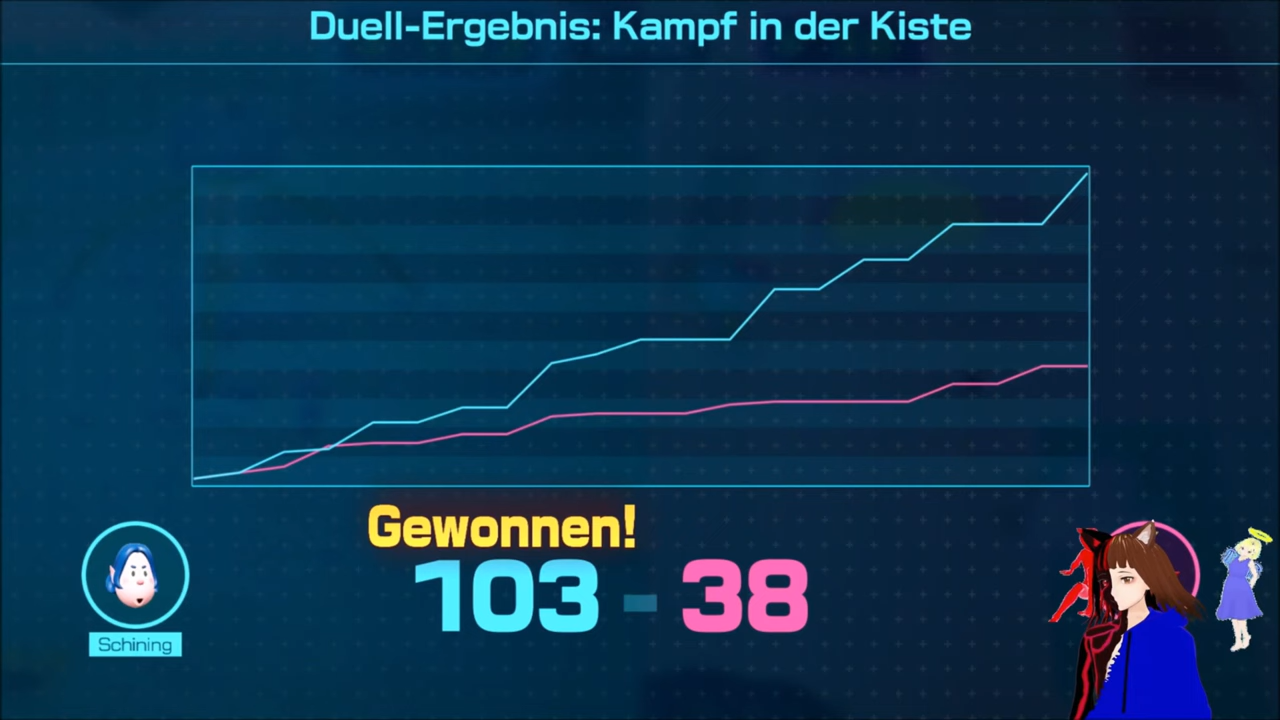 Duell-Ergebnis: Kampf in der Kiste
Gewonnen!
103 - 38
Schining